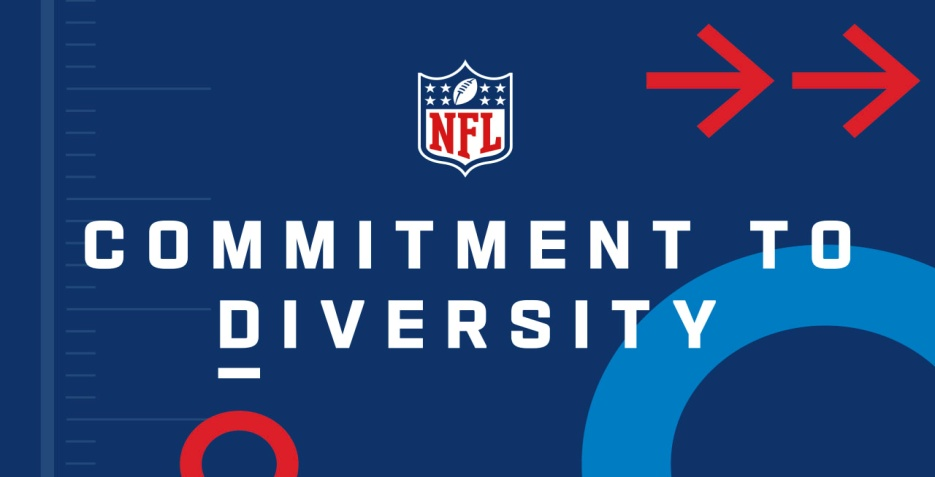 NFL
COMMITMENT TO
DIVERSITY